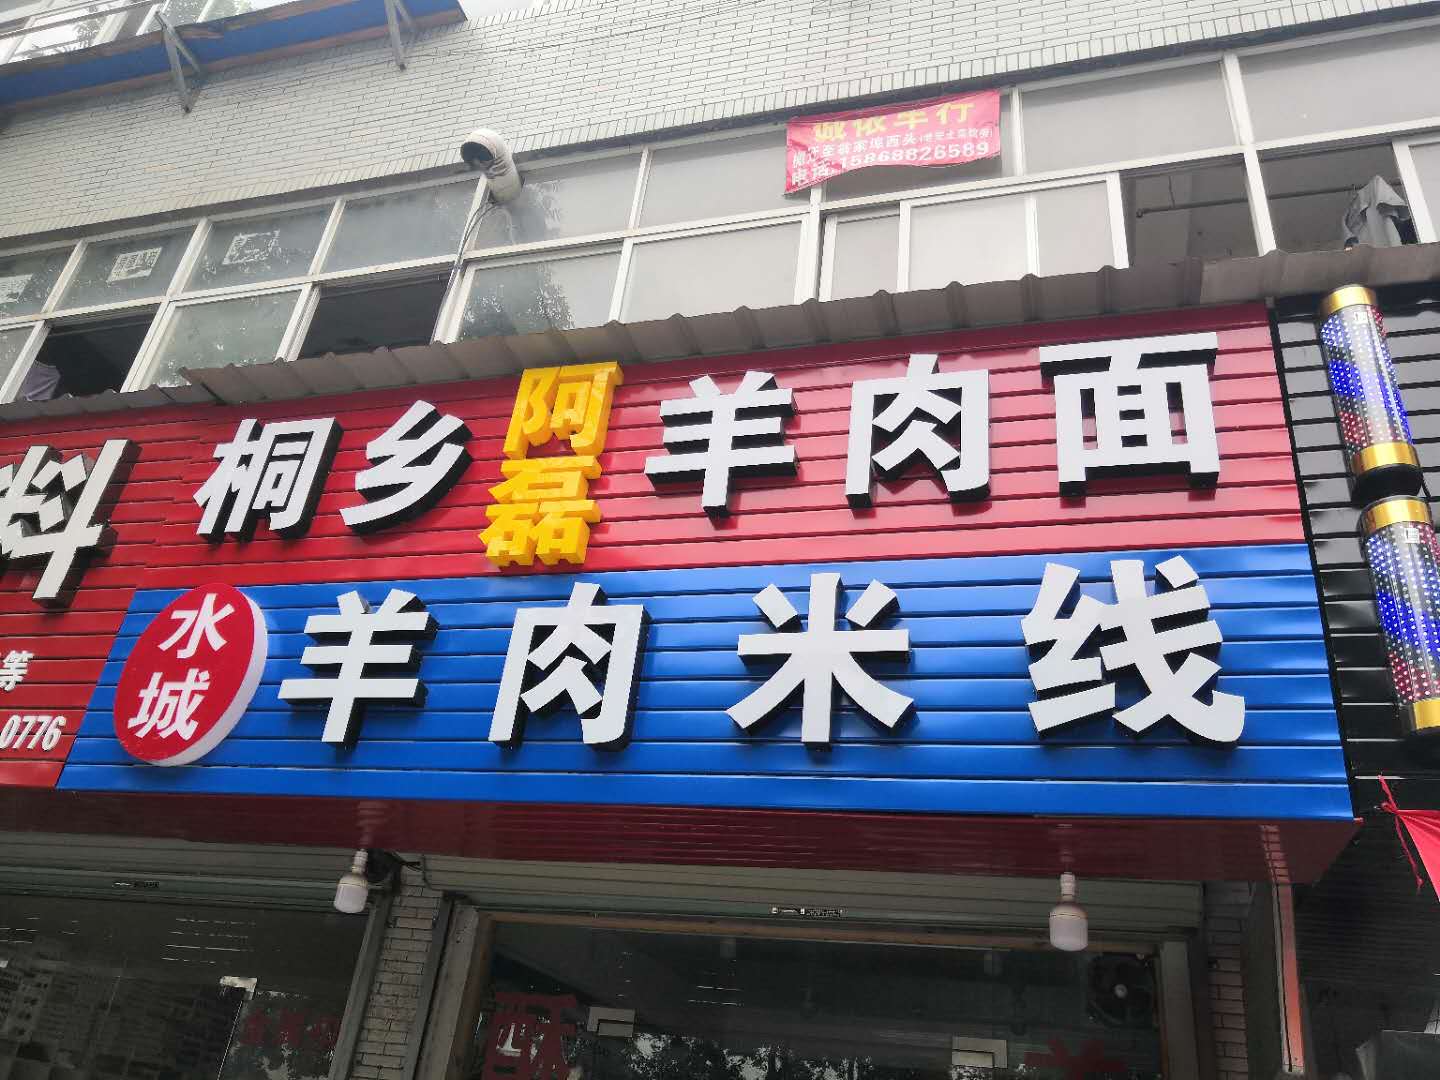 诚依车行
电话:15868826589
料
桐乡阿磊羊肉面
水城
羊肉米线
等
0776